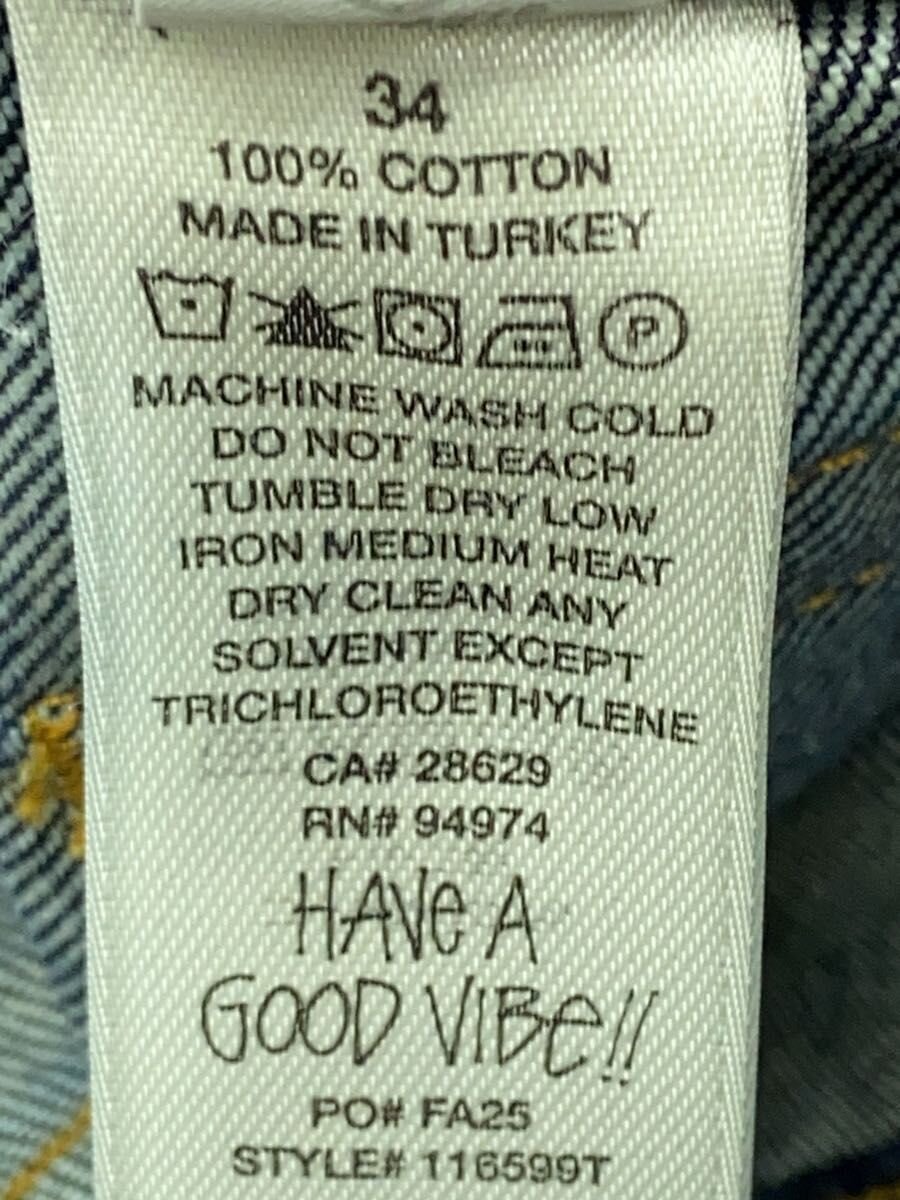 34
100% COTTON
MADE IN TURKEY
P
MACHINE WASH COLD
DO NOT BLEACH
TUMBLE DRY LOW
IRON MEDIUM HEAT
DRY CLEAN ANY
SOLVENT EXCEPT
TRICHLOROETHYLENE
CA# 28629
RN# 94974
HAVe A
GOOD VIBe!!
PO# FA25
STYLE# 116599T